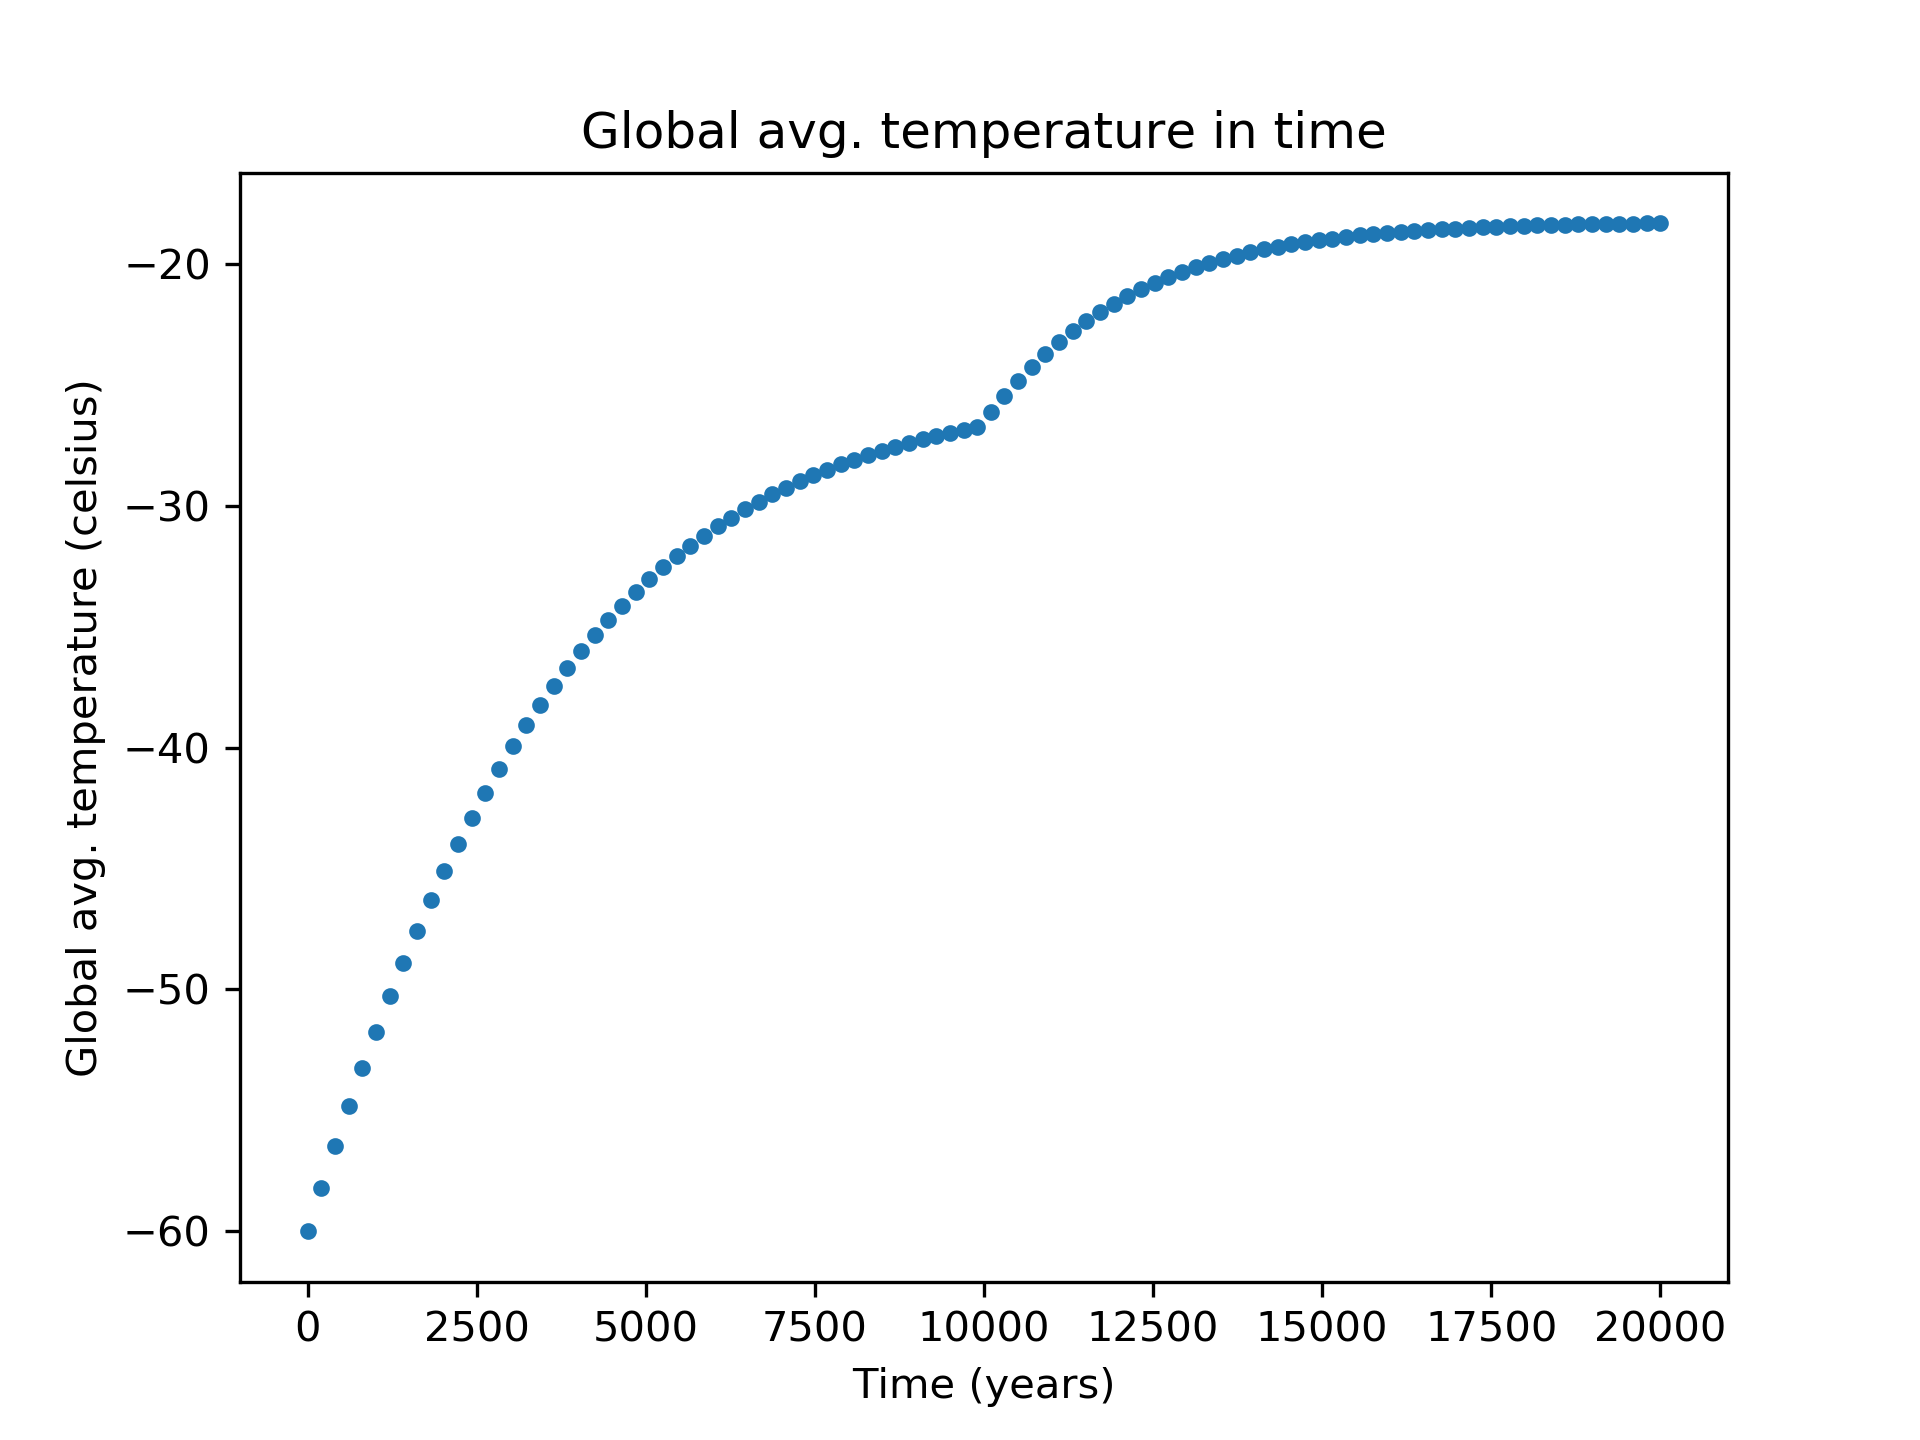 Global avg. temperature in time
Global avg. temperature (celsius)
−20
−30
−40
−50
−60
0 2500 5000 7500 10000 12500 15000 17500 20000
Time (years)